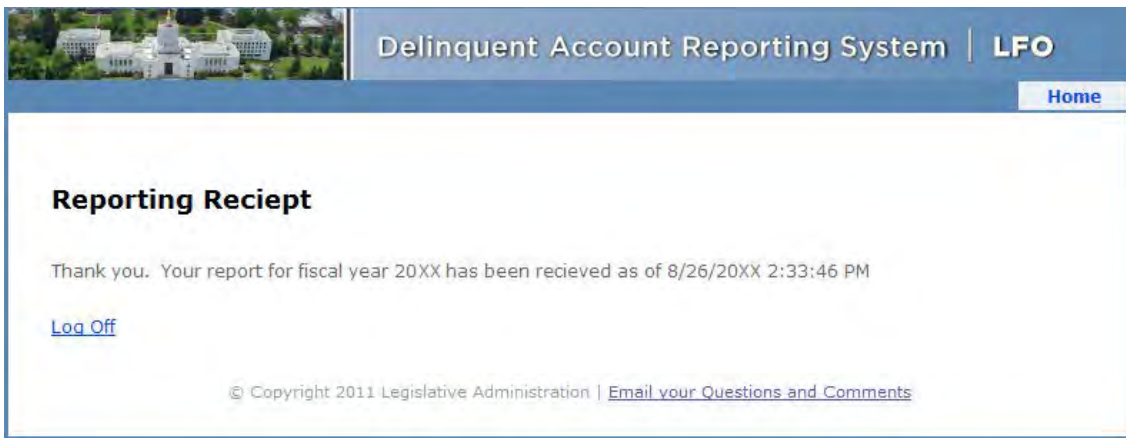 Delinquent Account Reporting System | LFO
Home
Reporting Reciept
Thank you. Your report for fiscal year 20XX has been recieved as of 8/26/20XX 2:33:46 PM
Log Off
© Copyright 2011 Legislative Administration | Email your Questions and Comments